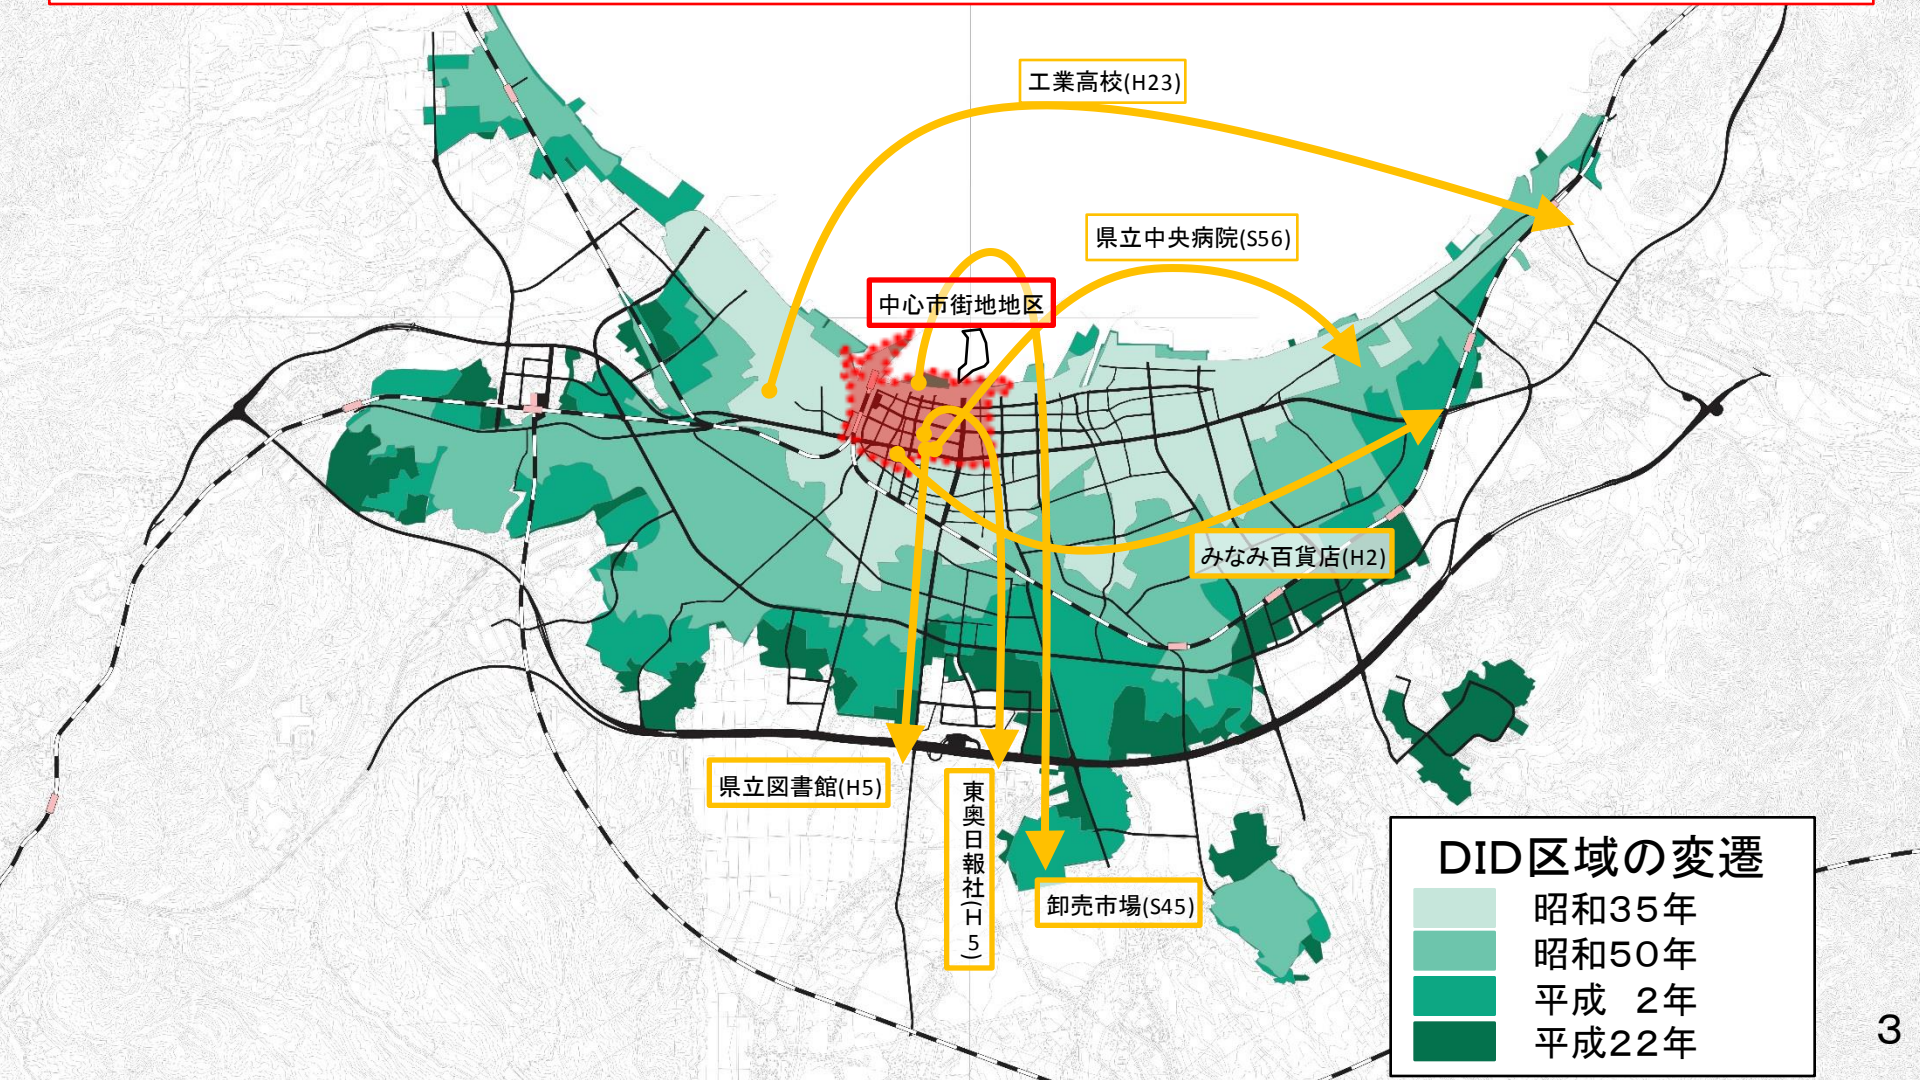 工業高校(H23)
県立中央病院(S56)
中心市街地地区
みなみ百貨店(H2)
県立図書館(H5)
東奥日報社(H5)
卸売市場(S45)
DID区域の変遷
昭和35年
昭和50年
平成 2年
平成22年
3